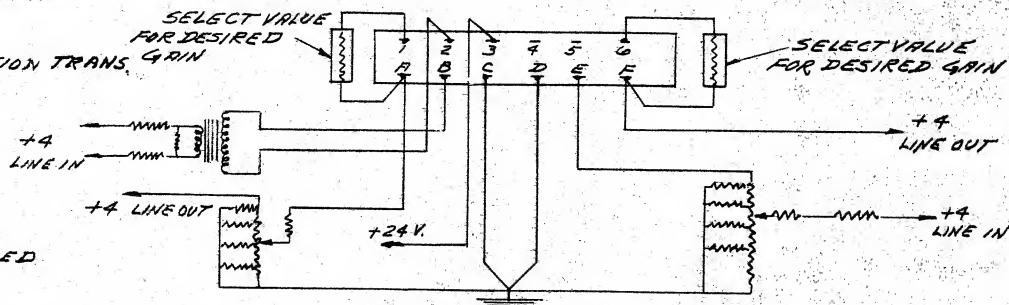 SELECT VALUE
FOR DESIRED
GAIN
ION TRANS.
1 2 3 4 5 6
A B C D E F
SELECT VALUE
FOR DESIRED GAIN
+4
LINE IN
+4
LINE OUT
+4 LINE OUT
+24 V.
+4
LINE IN
ED